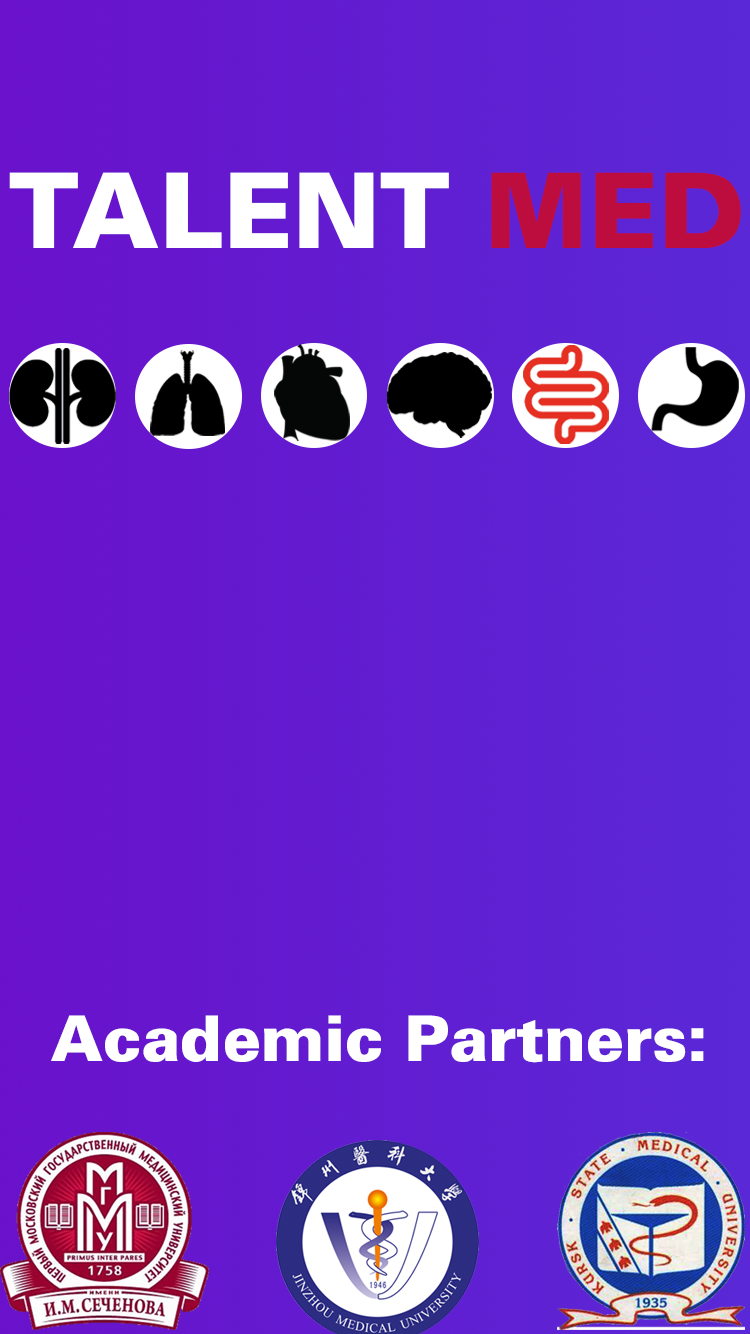 TALENT MED
Academic Partners:
ПЕРВЫЙ МОСКОВСКИЙ ГОСУДАРСТВЕННЫЙ МЕДИЦИНСКИЙ УНИВЕРСИТЕТ
МГМУ
PRIMUS INTER PARES
1758
ИМЕНИ
И.М.СЕЧЕНОВА
錦州醫科大學
1946
JINZHOU MEDICAL UNIVERSITY
KURSK · STATE · MEDICAL · UNIVERSITY
1935